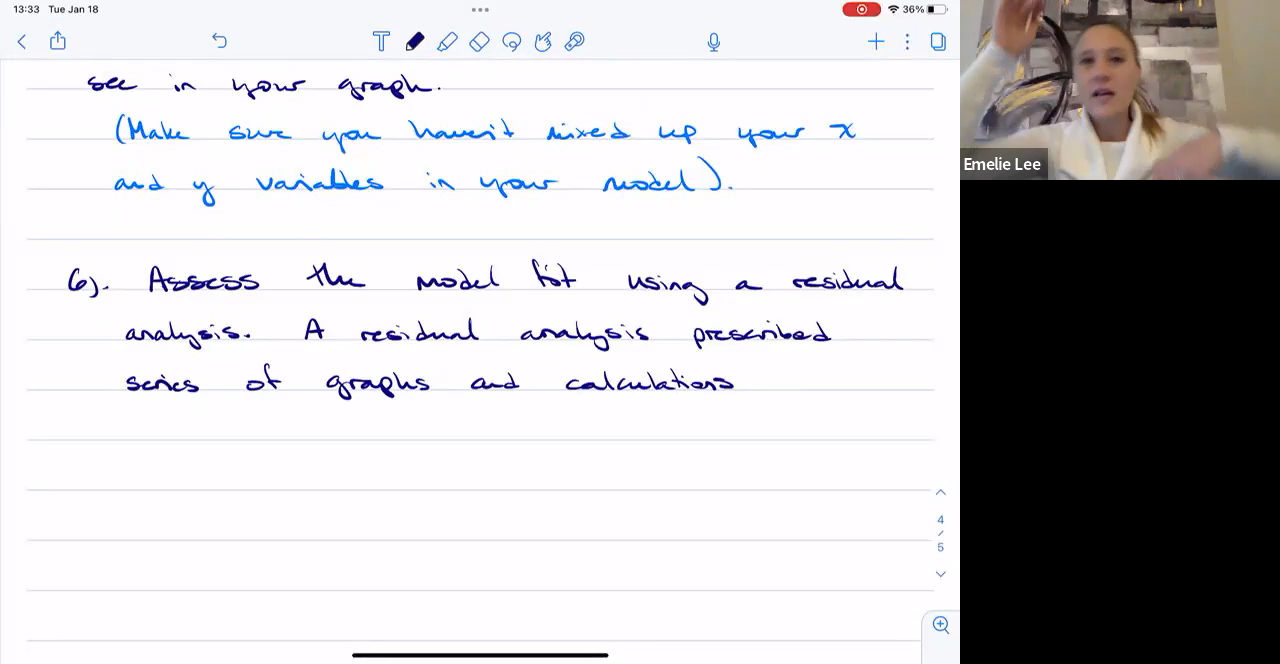 13:33 Tue Jan 18
36%
see in your graph.
(Make sure you haven't mixed up your x
and y variables in your model).
6). Assess the model fit using a residual
analysis. A residual analysis prescribed
series of graphs and calculations
Emelie Lee
4
/
5